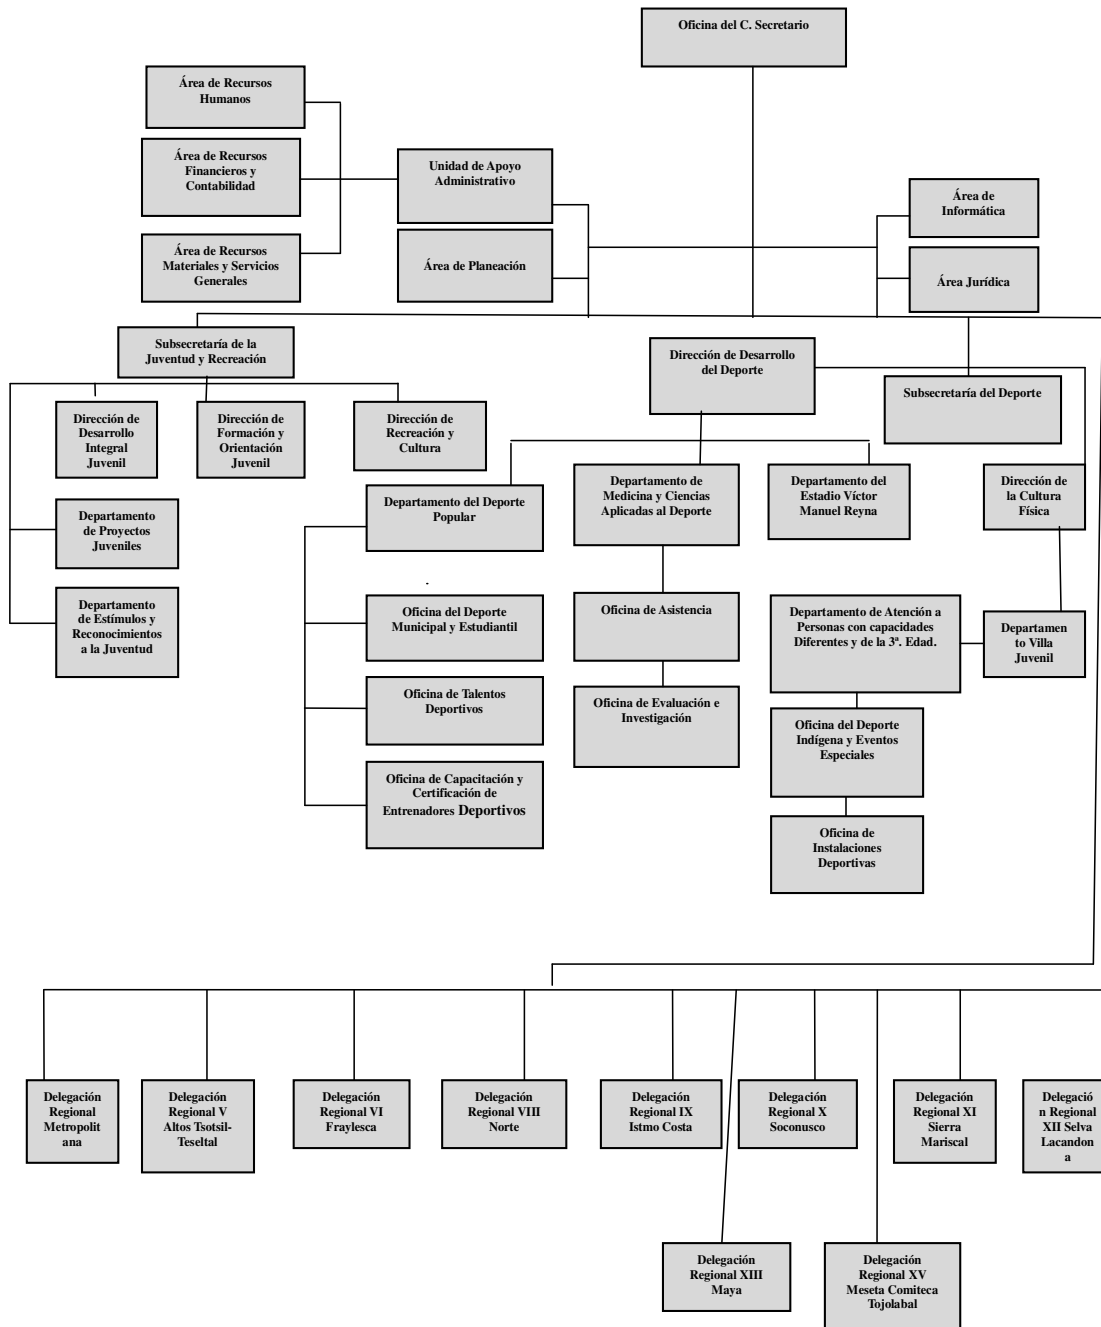 Oficina del C. Secretario
Área de Recursos
Humanos
Área de Recursos
Financieros y
Contabilidad
Unidad de Apoyo
Administrativo
Área de
Informática
Área de Recursos
Materiales y Servicios
Generales
Área de Planeación
Área Jurídica
Subsecretaría de la
Juventud y Recreación
Dirección de Desarrollo
del Deporte
Subsecretaría del Deporte
Dirección de
Desarrollo
Integral
Juvenil
Dirección de
Formación y
Orientación
Juvenil
Dirección de
Recreación y
Cultura
Departamento del Deporte
Popular
Departamento de
Medicina y Ciencias
Aplicadas al Deporte
Departamento del
Estadio Víctor
Manuel Reyna
Dirección de
la Cultura
Física
Departamento
de Proyectos
Juveniles
Departamento
de Estímulos y
Reconocimientos
a la Juventud
Oficina del Deporte
Municipal y Estudiantil
Oficina de Asistencia
Departamento de Atención a
Personas con capacidades
Diferentes y de la 3ª. Edad.
Departamen
to Villa
Juvenil
Oficina de Talentos
Deportivos
Oficina de Evaluación e
Investigación
Oficina del Deporte
Indígena y Eventos
Especiales
Oficina de Capacitación y
Certificación de
Entrenadores Deportivos
Oficina de
Instalaciones
Deportivas
Delegación
Regional
Metropolit
ana
Delegación
Regional V
Altos Tsotsil-
Teseltal
Delegación
Regional VI
Fraylesca
Delegación
Regional VIII
Norte
Delegación
Regional IX
Istmo Costa
Delegación
Regional X
Soconusco
Delegación
Regional XI
Sierra
Mariscal
Delegació
n Regional
XII Selva
Lacandon
a
Delegación
Regional XIII
Maya
Delegación
Regional XV
Meseta Comiteca
Tojolabal